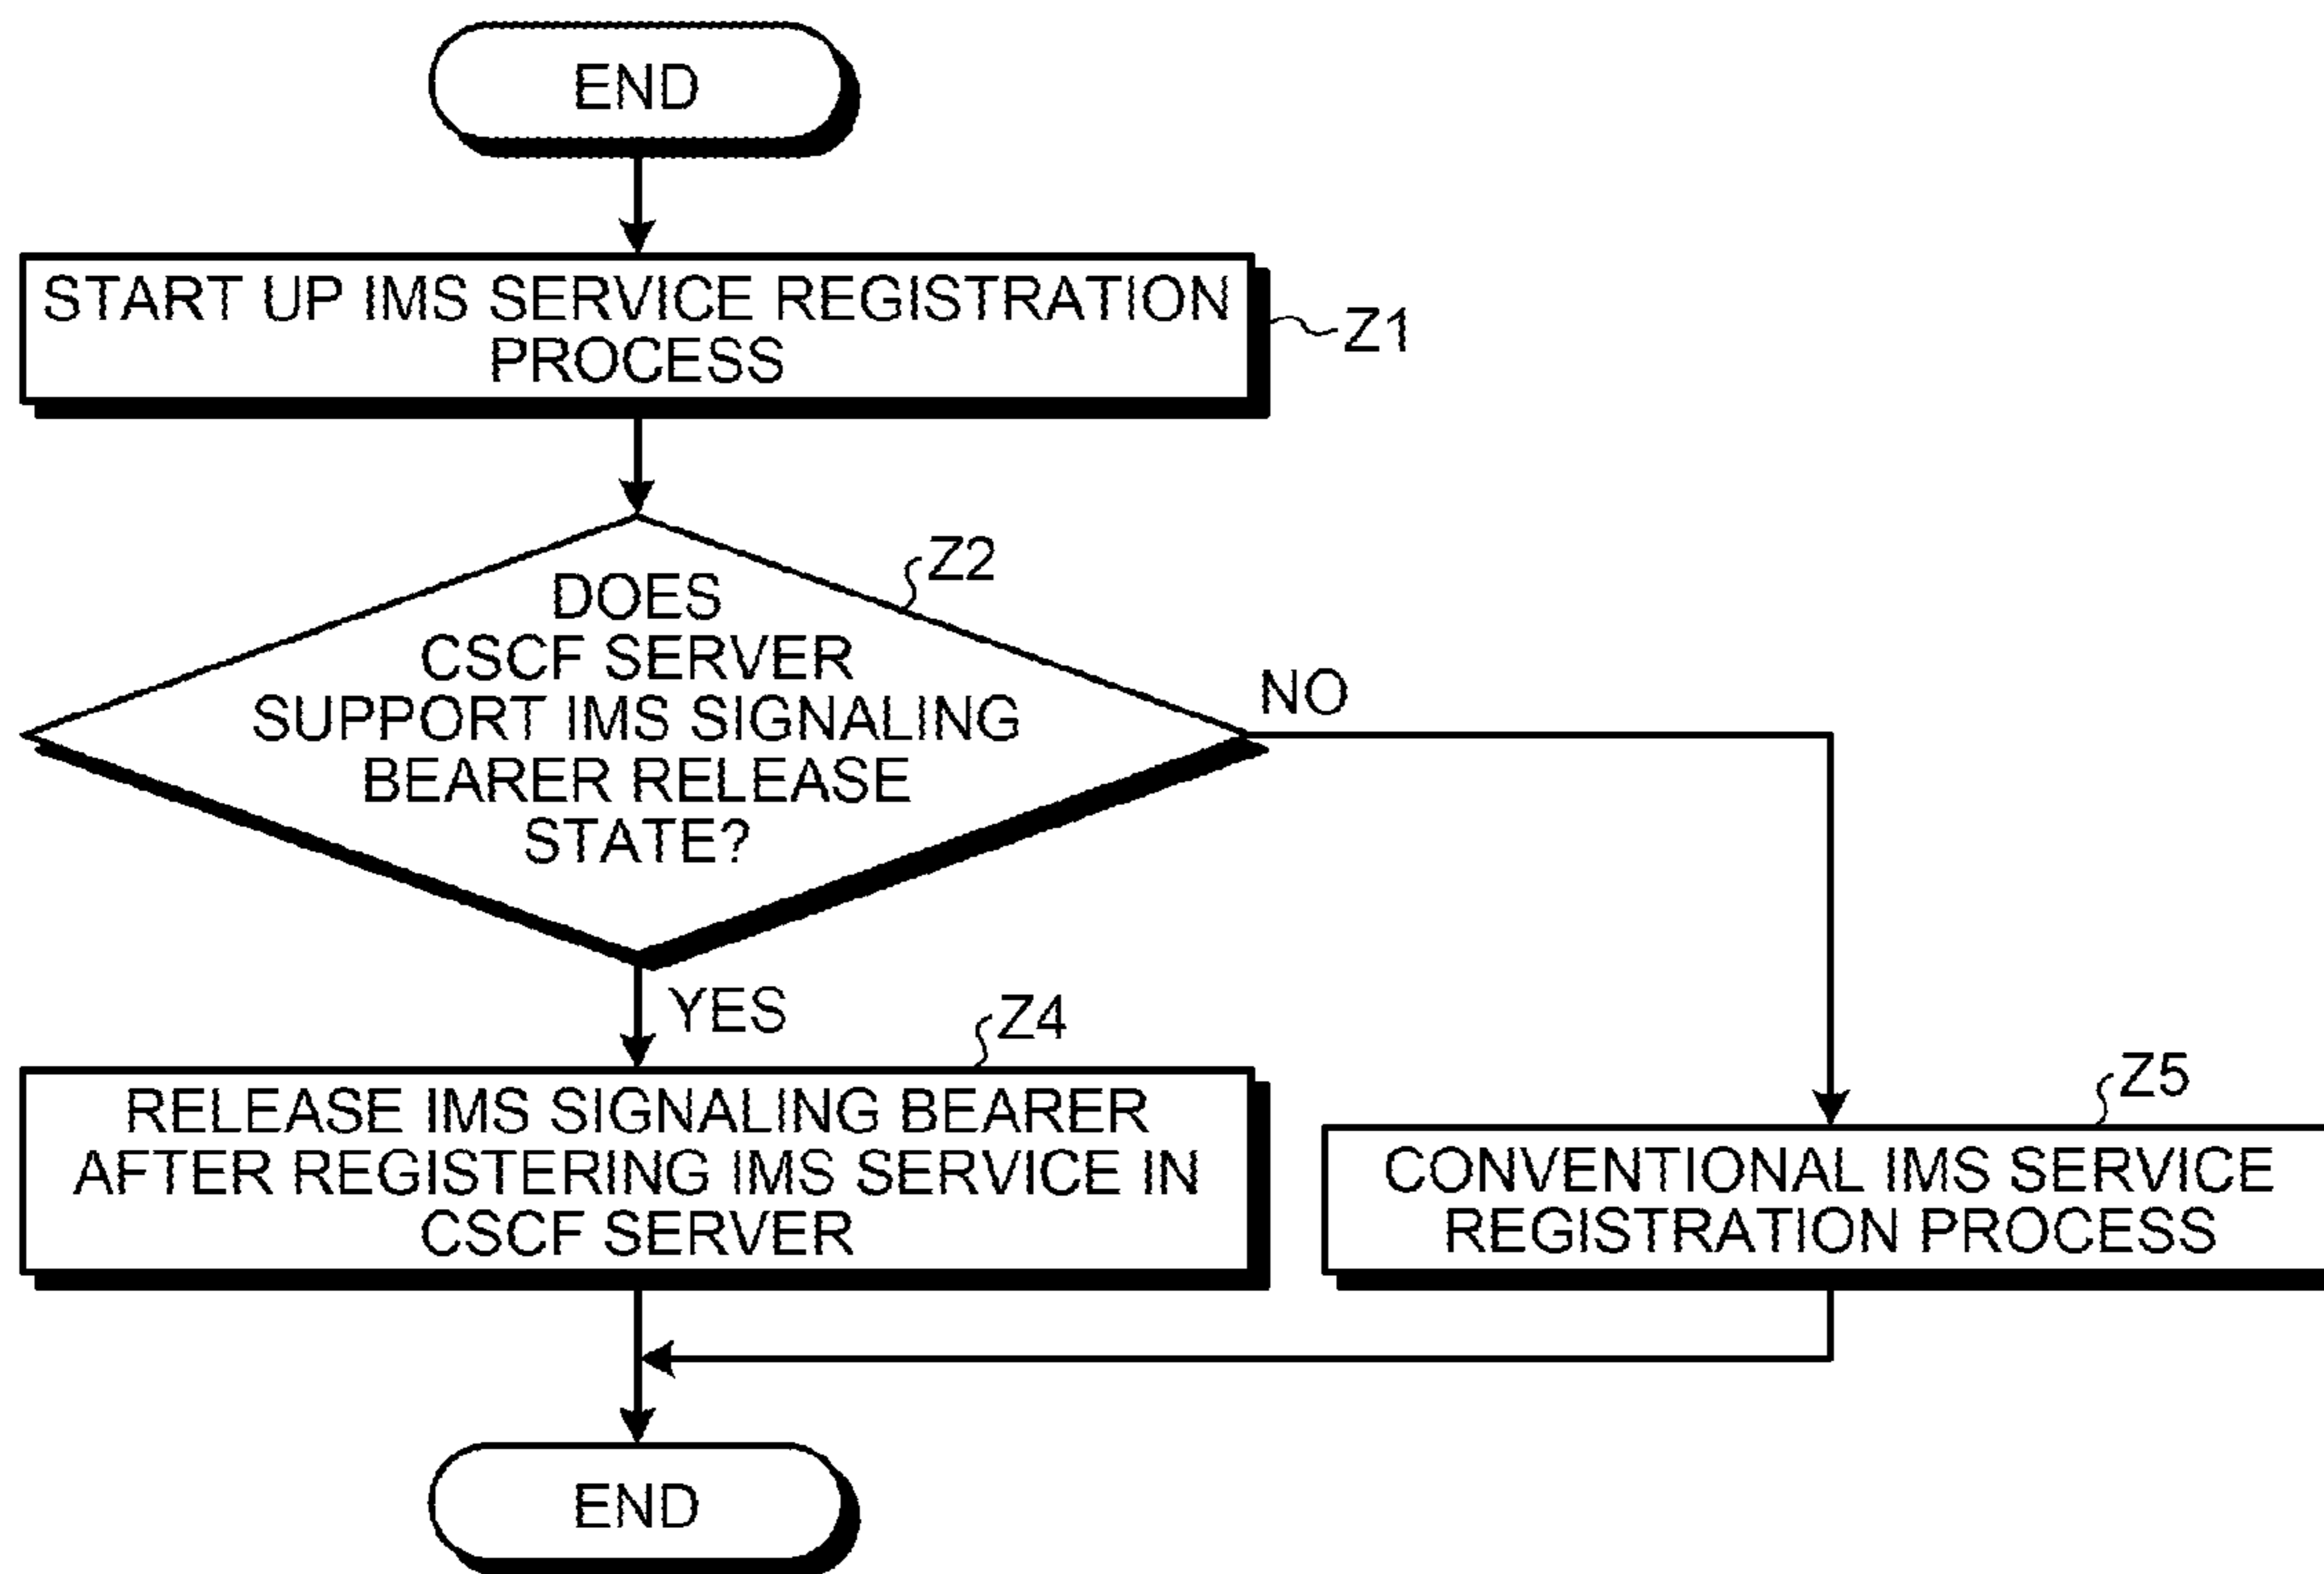 END
START UP IMS SERVICE REGISTRATION
PROCESS
Z1
Z2
DOES
CSCF SERVER
SUPPORT IMS SIGNALING
BEARER RELEASE
STATE?
NO
YES
Z4
RELEASE IMS SIGNALING BEARER
AFTER REGISTERING IMS SERVICE IN
CSCF SERVER
Z5
CONVENTIONAL IMS SERVICE
REGISTRATION PROCESS
END